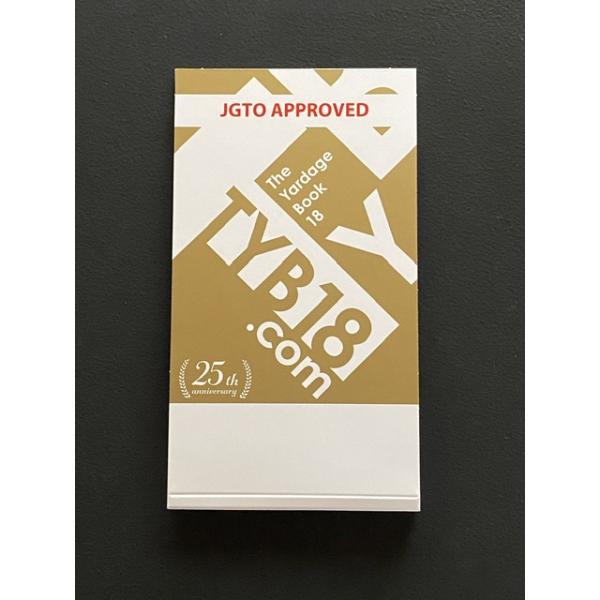 JGTO APPROVED
The
Yardage
Book
18
Y
TYB18
.com
25th
anniversary